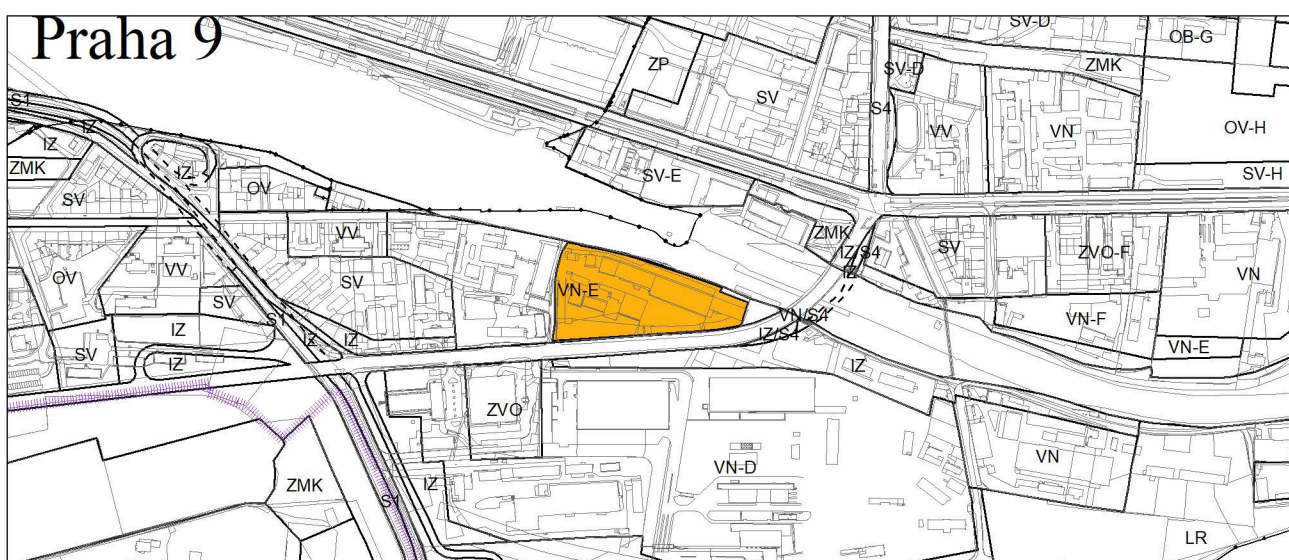 Praha 9
SV-D
OB-G
ZP
SV
SV-D
ZMK
S1
S4
IZ
IZ
VV
VN
OV-H
ZMK
IZ
SV-E
SV-H
SV
OV
VV
ZMK
SV
ZVO-F
IZ/S4
IZ
VN
OV
VV
SV
VN-E
SV
S1
VN/S4
VN-F
IZ
IZ
IZ
IZ/S4
VN-E
SV
IZ
IZ
ZVO
VN-D
VN
ZMK
IZ
S1
LR